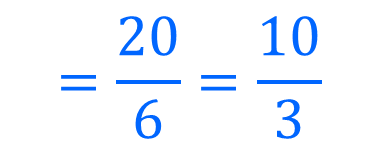 = 20/6 = 10/3